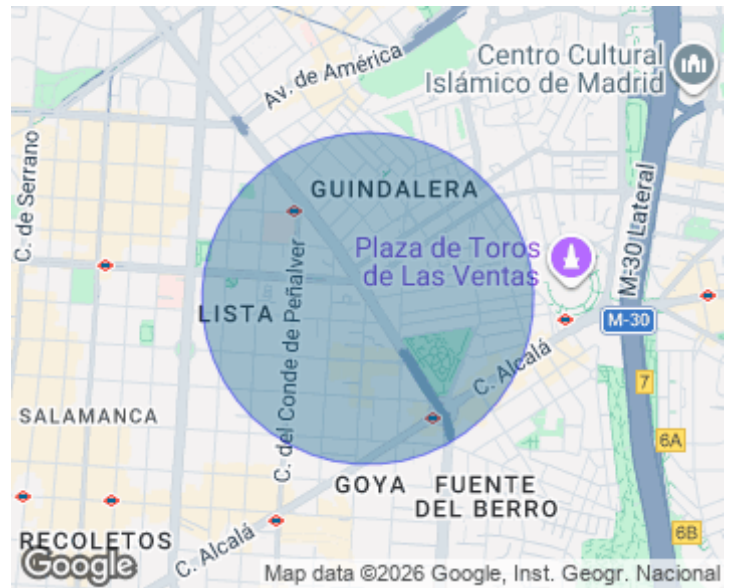 Centro Cultural
Islámico de Madrid
Av. de América
C. de Serrano
GUINDALERA
M-30 Lateral
Plaza de Toros
de Las Ventas
C. del Conde de Peñalver
LISTA
M-30
C. Alcalá
7
SALAMANCA
6A
GOYA
FUENTE
DEL BERRO
RECOLETOS
6B
C. Alcalá
Google
Map data ©2026 Google, Inst. Geogr. Nacional